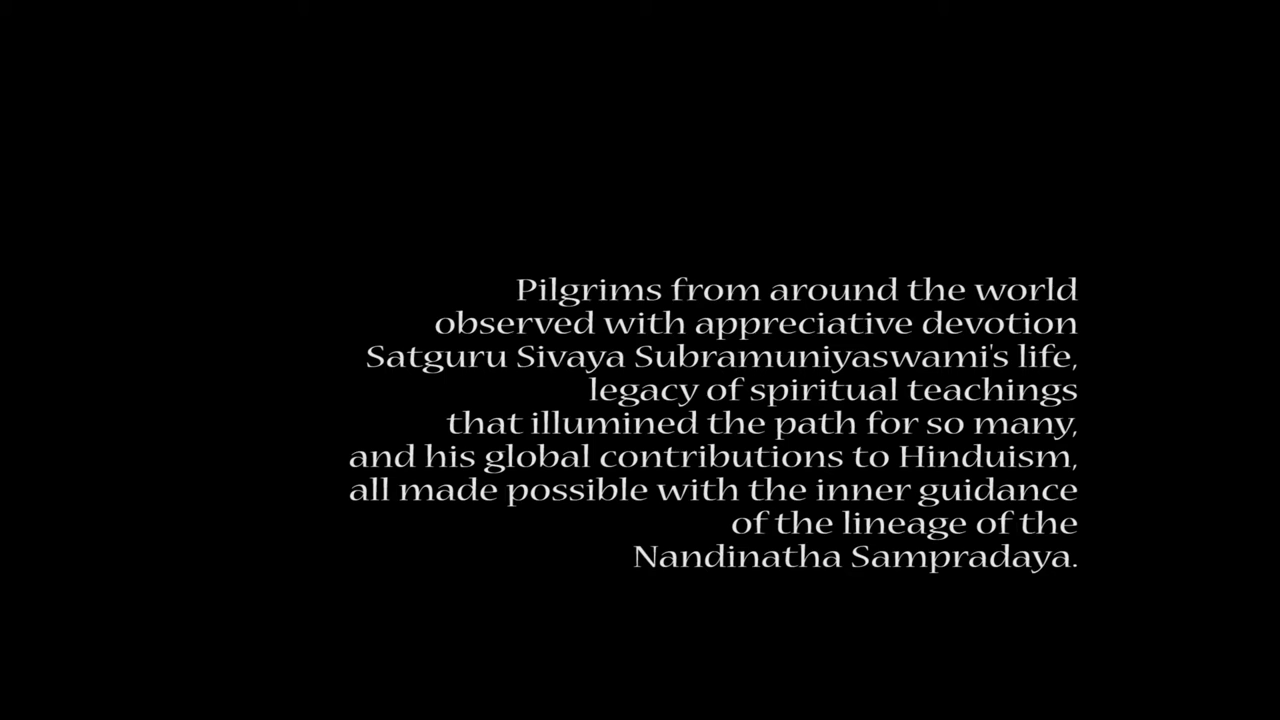 Pilgrims from around the world
observed with appreciative devotion
Satguru Sivaya Subramuniyaswami's life,
legacy of spiritual teachings
that illumined the path for so many,
and his global contributions to Hinduism,
all made possible with the inner guidance
of the lineage of the
Nandinatha Sampradaya.